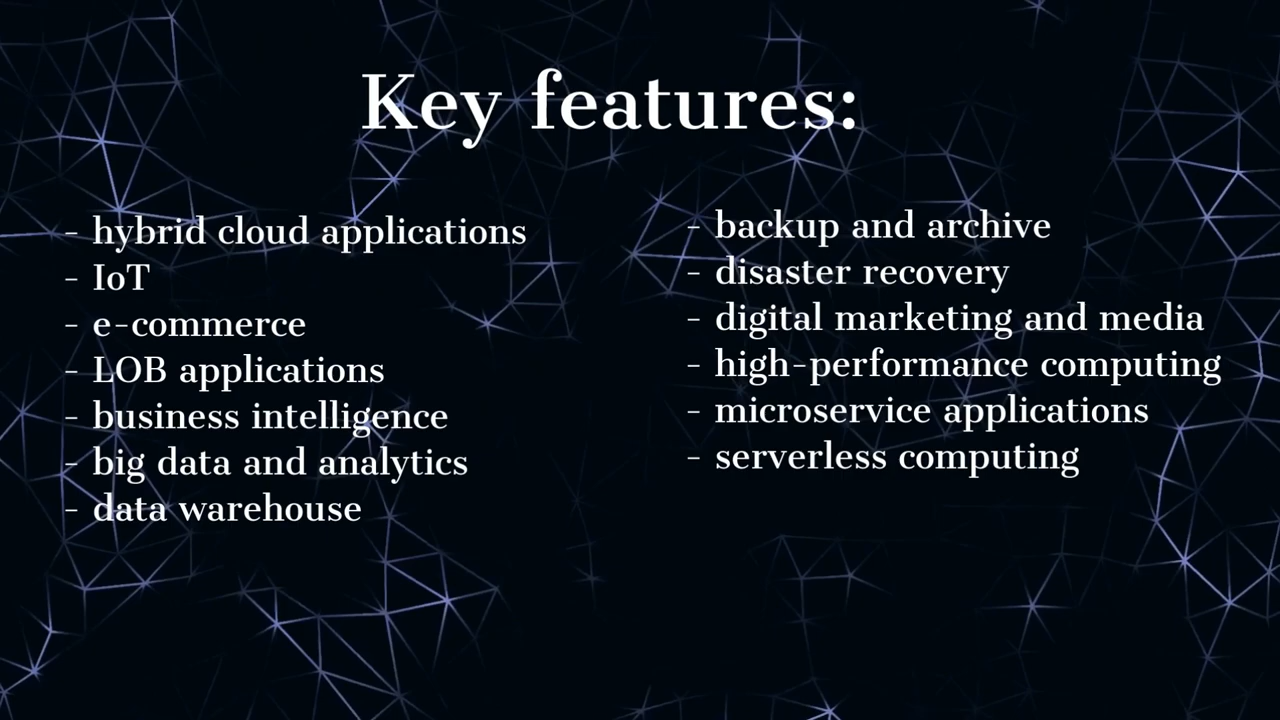 Key features:
- hybrid cloud applications
- IoT
- e-commerce
- LOB applications
- business intelligence
- big data and analytics
- data warehouse
- backup and archive
- disaster recovery
- digital marketing and media
- high-performance computing
- microservice applications
- serverless computing